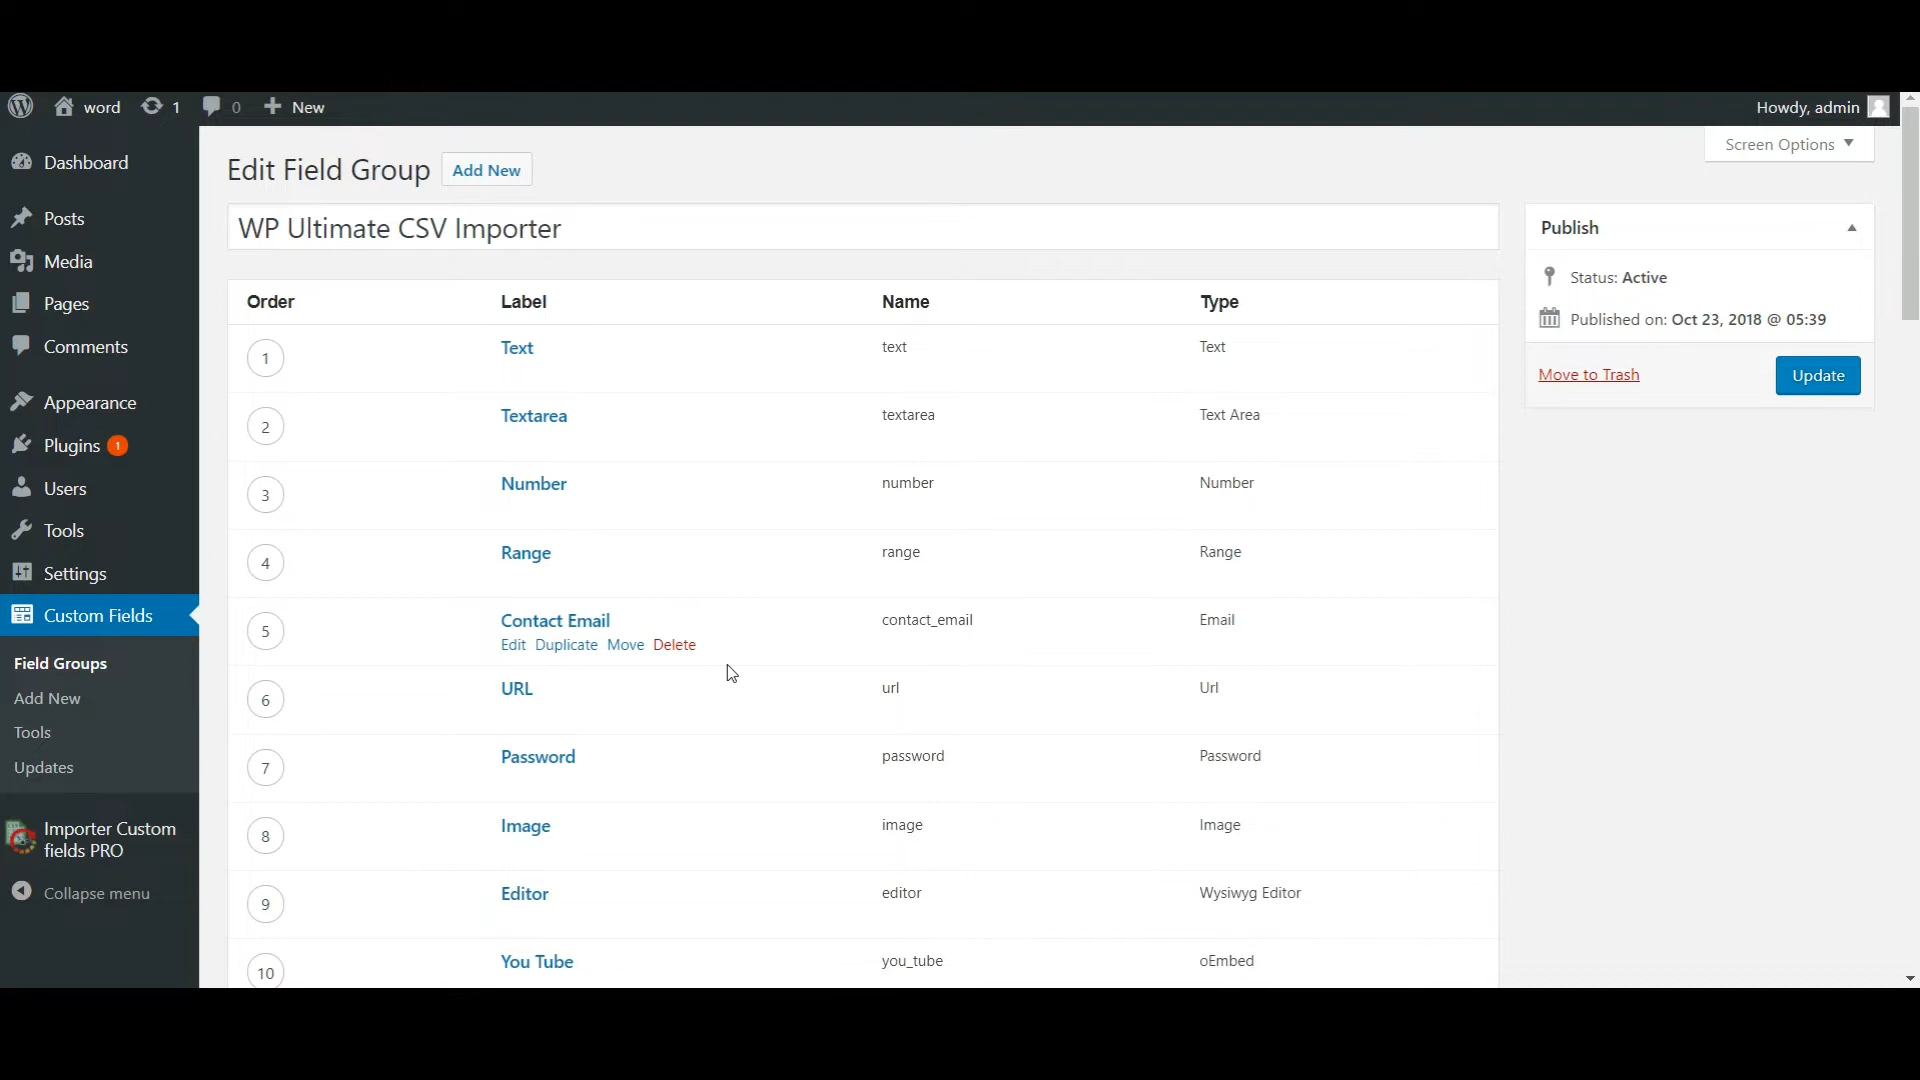 word 1 0 New Howdy, admin
Screen Options
Dashboard
Posts
Media
Pages
Comments
Appearance
Plugins 1
Users
Tools
Settings
Custom Fields
Field Groups
Add New
Tools
Updates
Importer Custom
fields PRO
Collapse menu
Edit Field Group Add New
WP Ultimate CSV Importer
Order Label Name Type
1 Text text Text
2 Textarea textarea Text Area
3 Number number Number
4 Range range Range
5 Contact Email contact_email Email
Edit Duplicate Move Delete
6 URL url Url
7 Password password Password
8 Image image Image
9 Editor editor Wysiwyg Editor
10 You Tube you_tube oEmbed
Publish
Status: Active
Published on: Oct 23, 2018 @ 05:39
Move to Trash Update